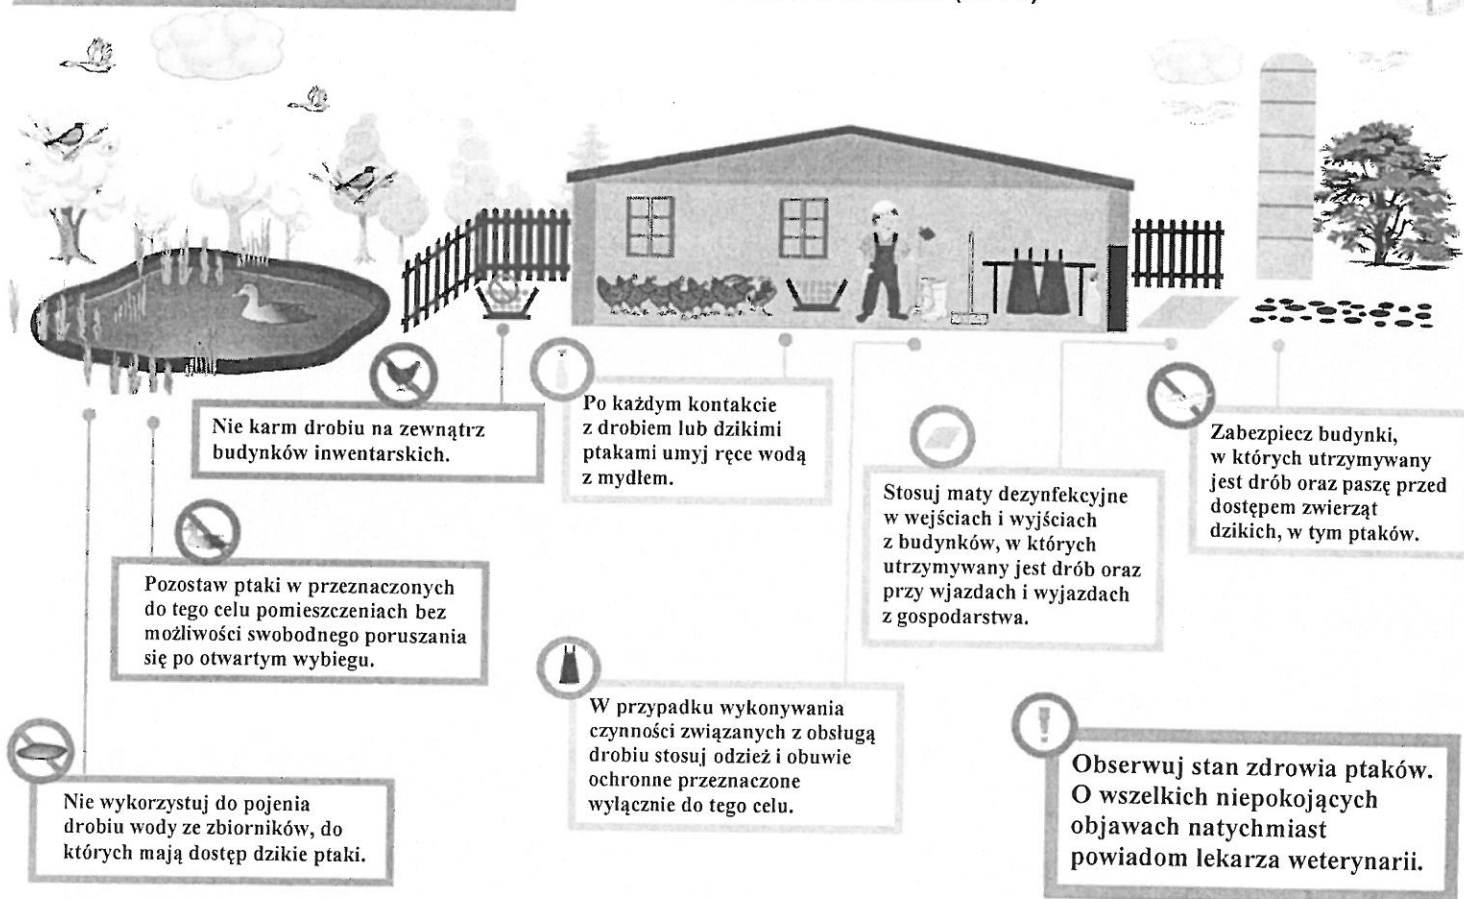 Nie karm drobiu na zewnątrz
budynków inwentarskich.
Po każdym kontakcie
z drobiem lub dzikimi
ptakami umyj ręce wodą
z mydłem.
Zabezpiecz budynki,
w których utrzymywany
jest drób oraz paszę przed
dostępem zwierząt
dzikich, w tym ptaków.
Stosuj maty dezynfekcyjne
w wejściach i wyjściach
z budynków, w których
utrzymywany jest drób oraz
przy wjazdach i wyjazdach
z gospodarstwa.
Pozostaw ptaki w przeznaczonych
do tego celu pomieszczeniach bez
możliwości swobodnego poruszania
się po otwartym wybiegu.
W przypadku wykonywania
czynności związanych z obsługą
drobiu stosuj odzież i obuwie
ochronne przeznaczone
wyłącznie do tego celu.
Nie wykorzystuj do pojenia
drobiu wody ze zbiorników, do
których mają dostęp dzikie ptaki.
Obserwuj stan zdrowia ptaków.
O wszelkich niepokojących
objawach natychmiast
powiadom lekarza weterynarii.